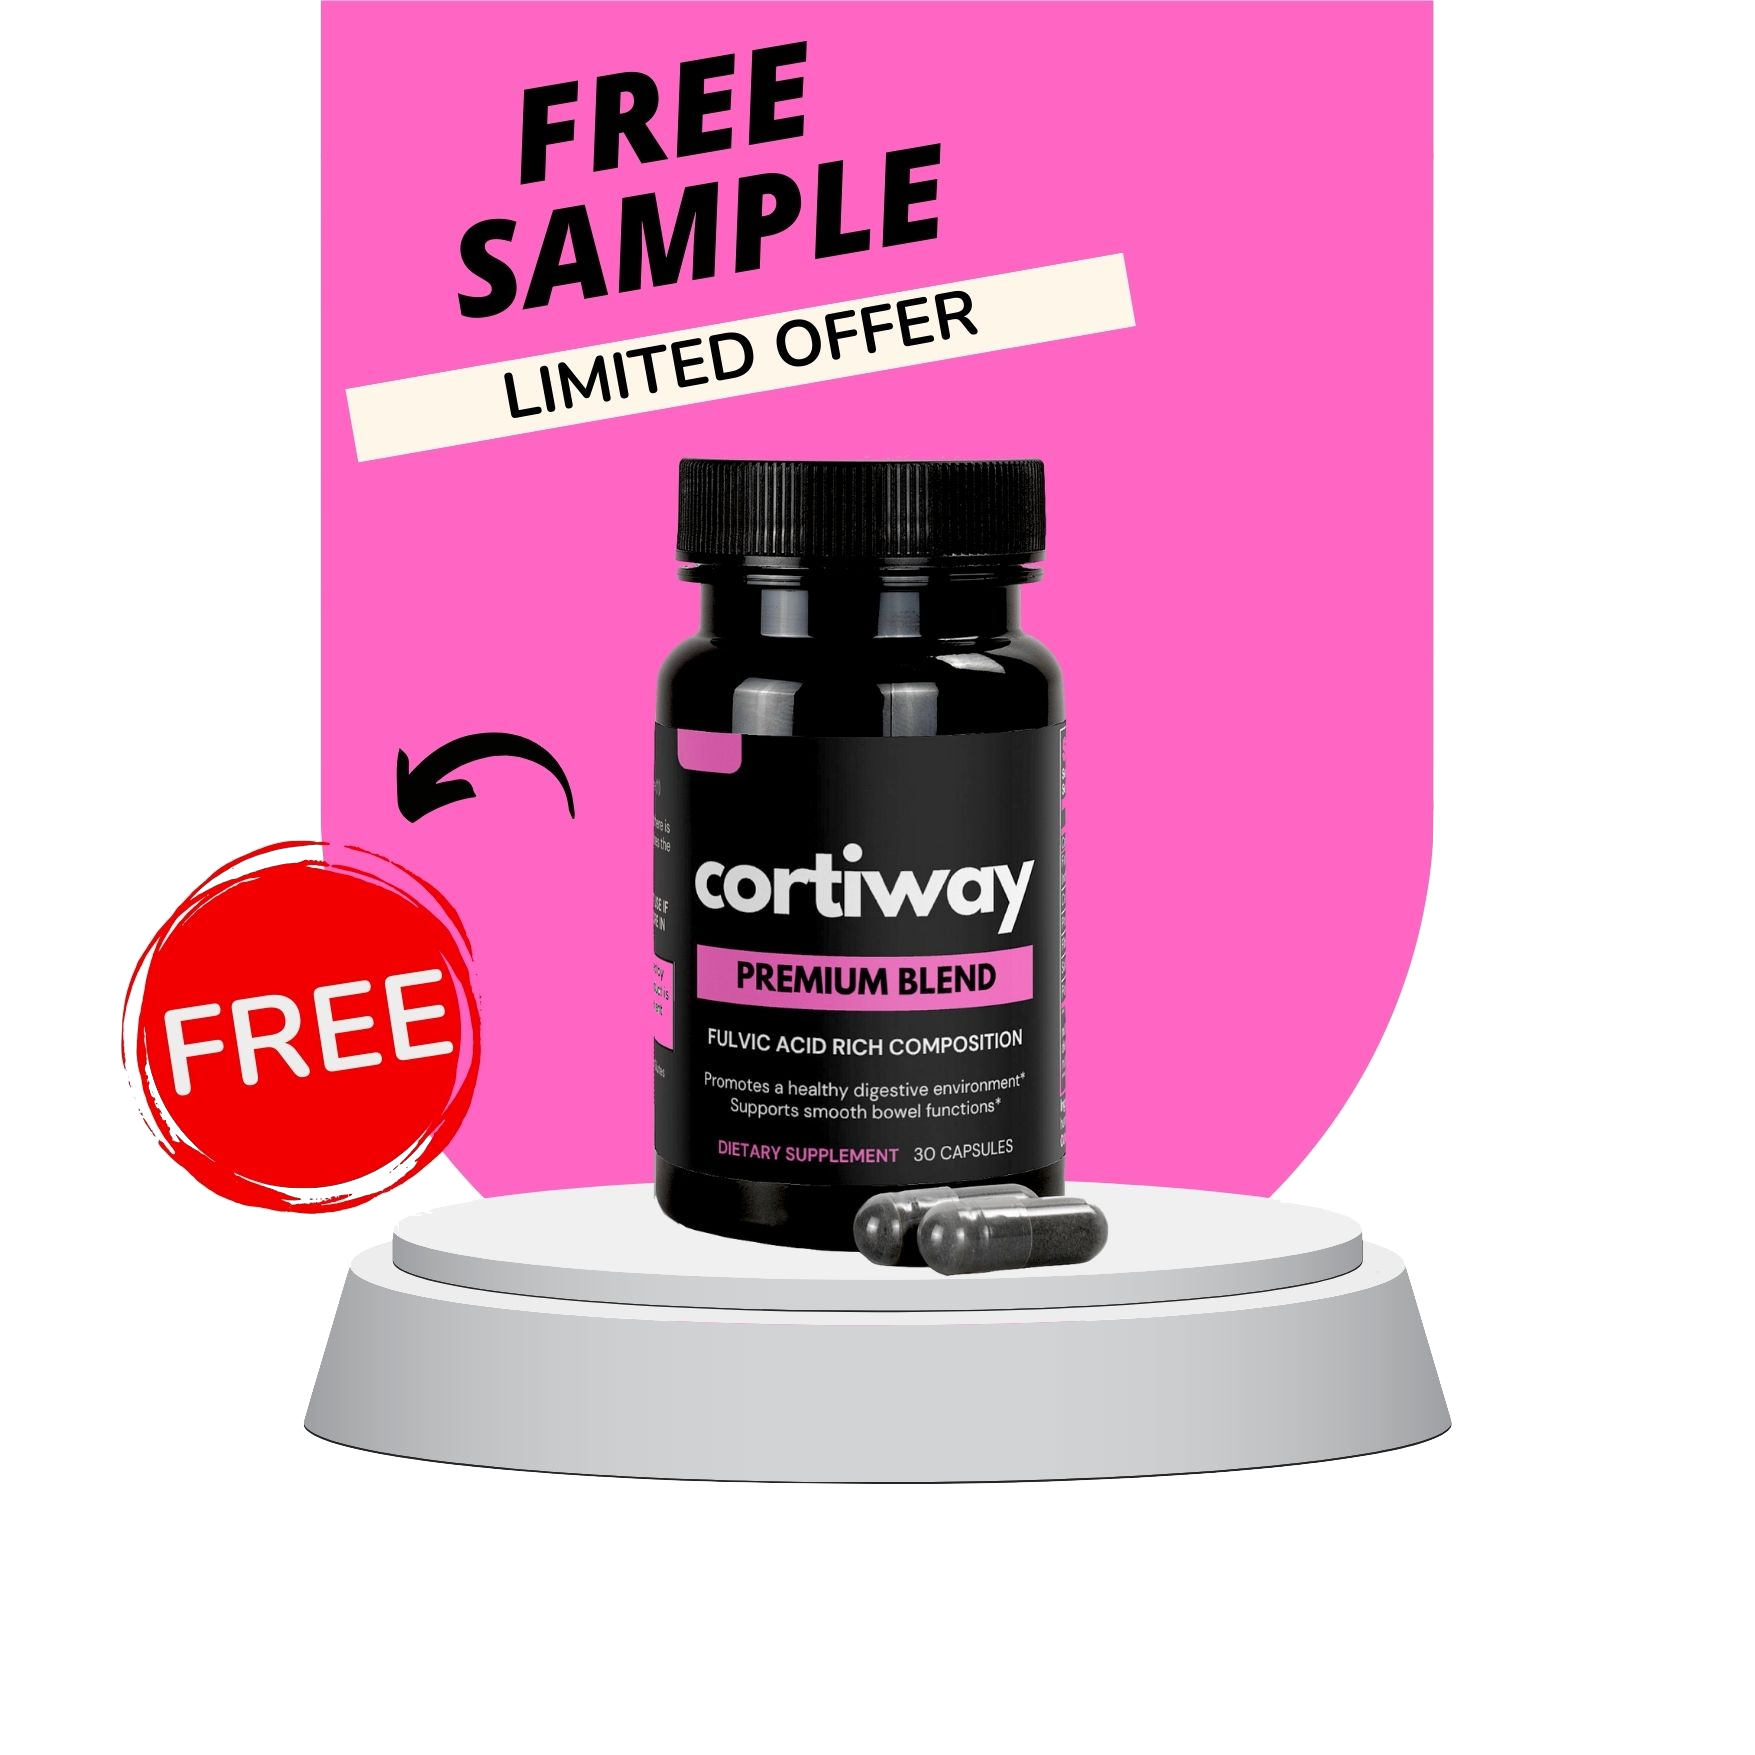 FREE
SAMPLE
LIMITED OFFER
FREE
cortiway
PREMIUM BLEND
FULVIC ACID RICH COMPOSITION
Promotes a healthy digestive environment*
Supports smooth bowel functions*
DIETARY SUPPLEMENT 30 CAPSULES